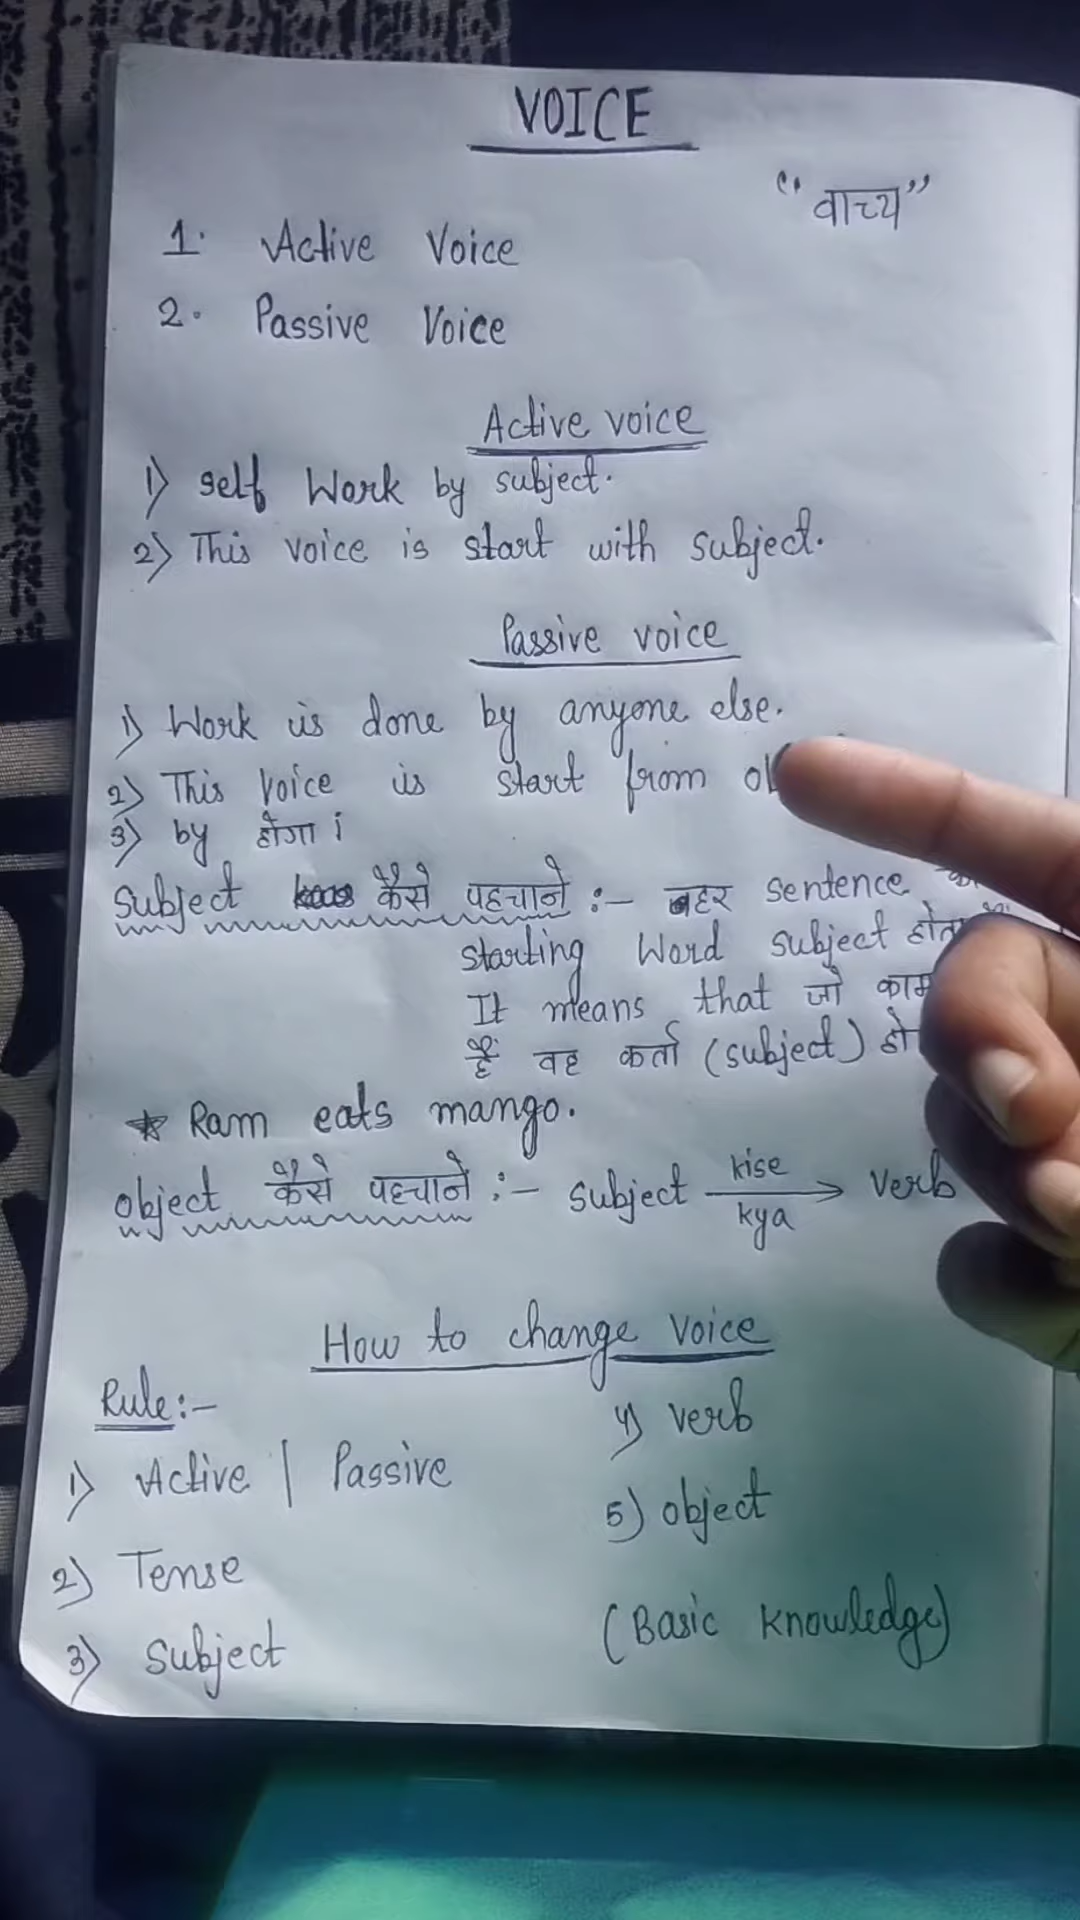 VOICE
"वाच्य"
1. Active Voice
2. Passive Voice
Active voice
1) self Work by subject.
2) This voice is start with subject.
Passive voice
1) Work is done by anyone else.
2) This Voice is start from
3) by होगा i
Subject कैसे पहचाने :- हर sentence
starting Word subject
It means that जो काम
हैं वह कर्ता (subject)
★ Ram eats mango.
object कैसे पहचाने :- subject kise kya → verb
How to change voice
Rule:-
1) Active | Passive
2) Tense
3) Subject
4) verb
5) object
(Basic knowledge)